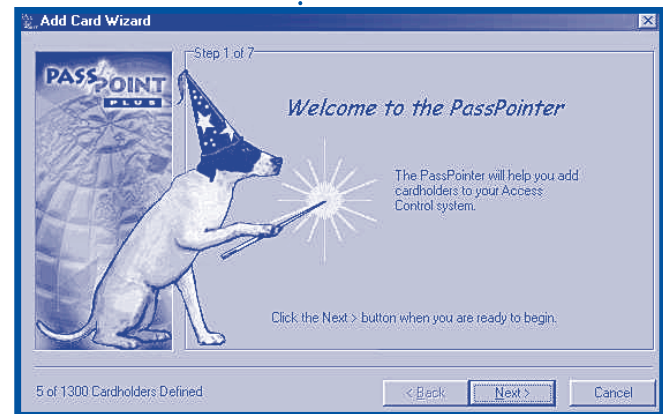 Add Card Wizard
Step 1 of 7
PASSPOINT
PLUS
Welcome to the PassPointer
The PassPointer will help you add
cardholders to your Access
Control system.
Click the Next > button when you are ready to begin.
5 of 1300 Cardholders Defined
< Back
Next >
Cancel